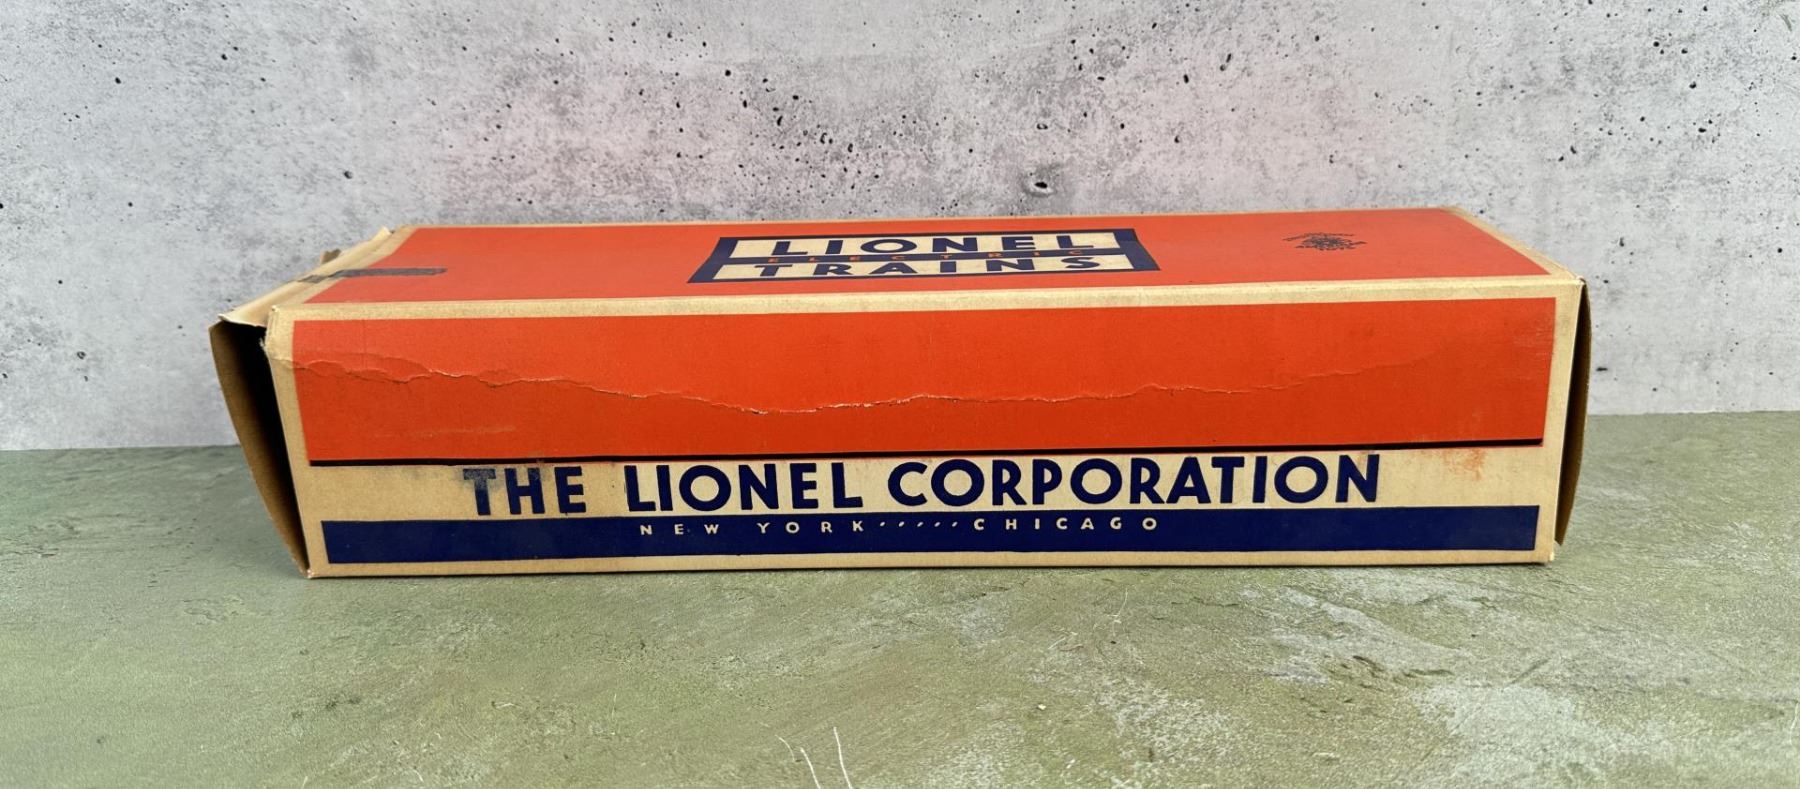 LIONEL
ELECTRIC
TRAINS
THE LIONEL CORPORATION
NEW YORK ····· CHICAGO